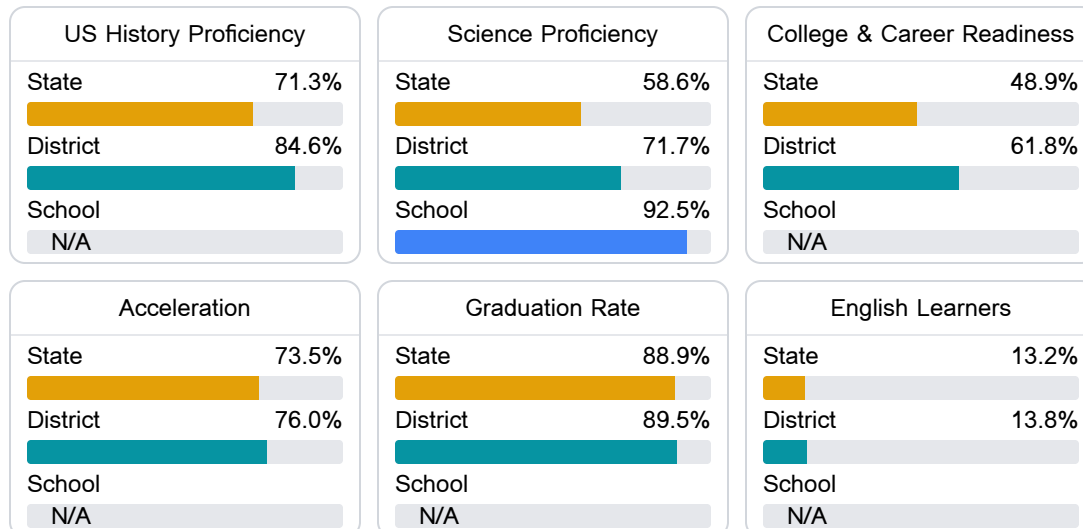 US History Proficiency
State 71.3%
District 84.6%
School
N/A
Science Proficiency
State 58.6%
District 71.7%
School 92.5%
College & Career Readiness
State 48.9%
District 61.8%
School
N/A
Acceleration
State 73.5%
District 76.0%
School
N/A
Graduation Rate
State 88.9%
District 89.5%
School
N/A
English Learners
State 13.2%
District 13.8%
School
N/A